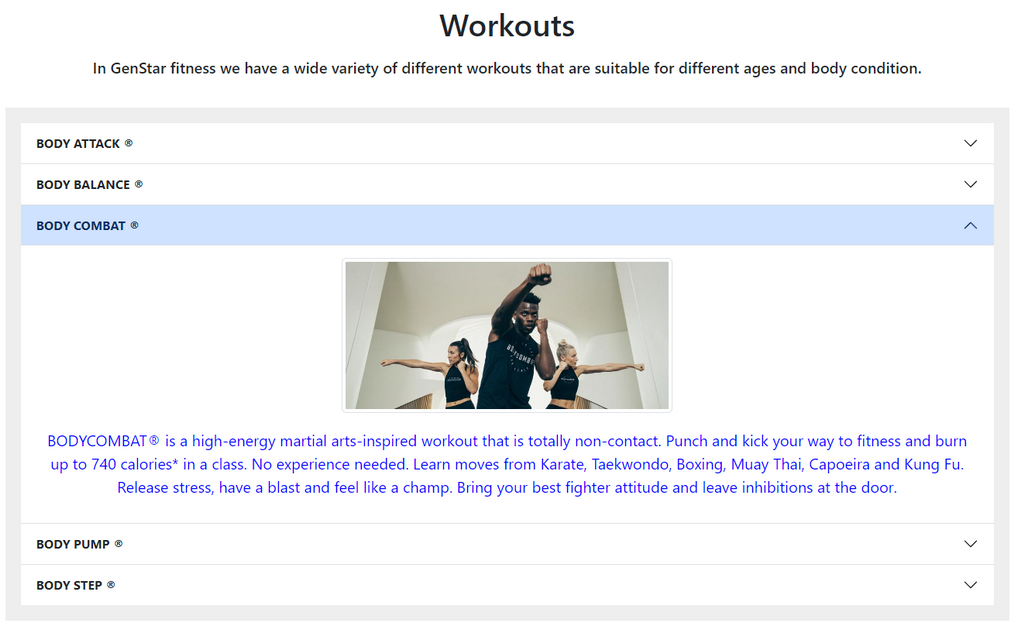 Workouts
In GenStar fitness we have a wide variety of different workouts that are suitable for different ages and body condition.
BODY ATTACK ®
BODY BALANCE ®
BODY COMBAT ®
BODYCOMBAT® is a high-energy martial arts-inspired workout that is totally non-contact. Punch and kick your way to fitness and burn
up to 740 calories* in a class. No experience needed. Learn moves from Karate, Taekwondo, Boxing, Muay Thai, Capoeira and Kung Fu.
Release stress, have a blast and feel like a champ. Bring your best fighter attitude and leave inhibitions at the door.
BODY PUMP ®
BODY STEP ®